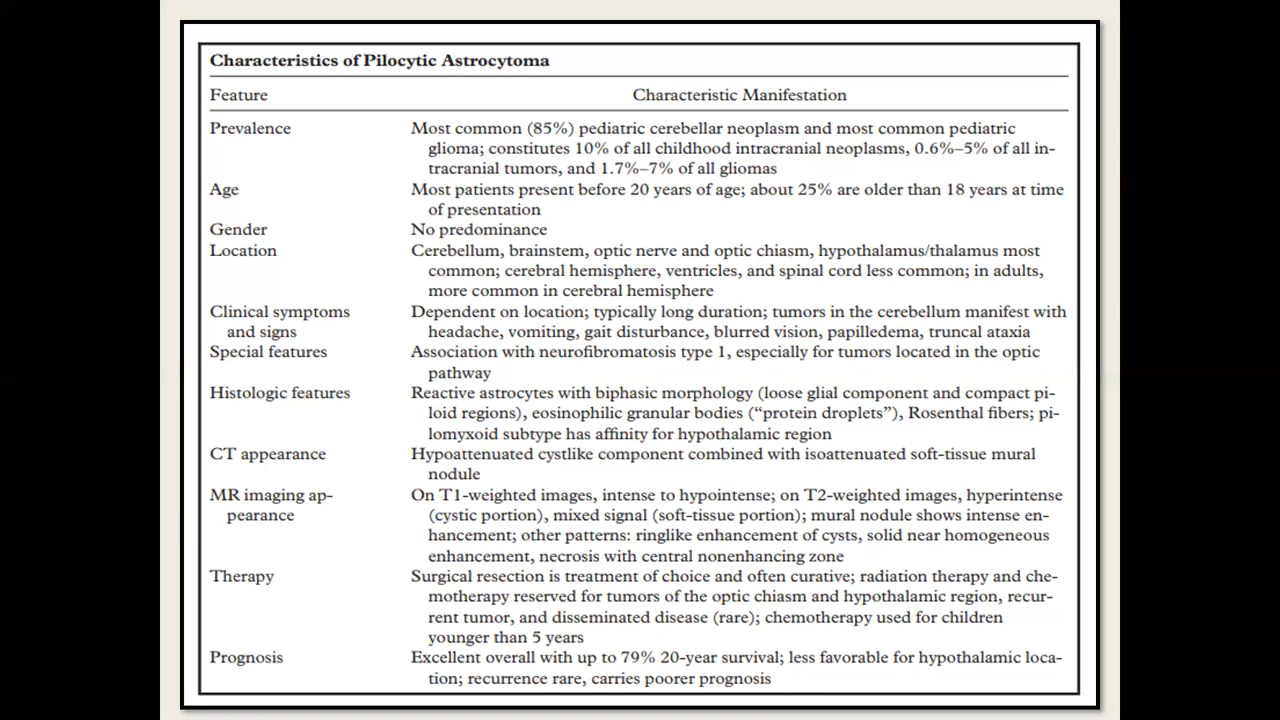 Characteristics of Pilocytic Astrocytoma
Feature Characteristic Manifestation
Prevalence Most common (85%) pediatric cerebellar neoplasm and most common pediatric
glioma; constitutes 10% of all childhood intracranial neoplasms, 0.6%–5% of all in-
tracranial tumors, and 1.7%–7% of all gliomas
Age Most patients present before 20 years of age; about 25% are older than 18 years at time
of presentation
Gender No predominance
Location Cerebellum, brainstem, optic nerve and optic chiasm, hypothalamus/thalamus most
common; cerebral hemisphere, ventricles, and spinal cord less common; in adults,
more common in cerebral hemisphere
Clinical symptoms Dependent on location; typically long duration; tumors in the cerebellum manifest with
and signs headache, vomiting, gait disturbance, blurred vision, papilledema, truncal ataxia
Special features Association with neurofibromatosis type 1, especially for tumors located in the optic
pathway
Histologic features Reactive astrocytes with biphasic morphology (loose glial component and compact pi-
loid regions), eosinophilic granular bodies (“protein droplets”), Rosenthal fibers; pi-
lomyxoid subtype has affinity for hypothalamic region
CT appearance Hypoattenuated cystlike component combined with isoattenuated soft-tissue mural
nodule
MR imaging ap- On T1-weighted images, intense to hypointense; on T2-weighted images, hyperintense
pearance (cystic portion), mixed signal (soft-tissue portion); mural nodule shows intense en-
hancement; other patterns: ringlike enhancement of cysts, solid near homogeneous
enhancement, necrosis with central nonenhancing zone
Therapy Surgical resection is treatment of choice and often curative; radiation therapy and che-
motherapy reserved for tumors of the optic chiasm and hypothalamic region, recur-
rent tumor, and disseminated disease (rare); chemotherapy used for children
younger than 5 years
Prognosis Excellent overall with up to 79% 20-year survival; less favorable for hypothalamic loca-
tion; recurrence rare, carries poorer prognosis